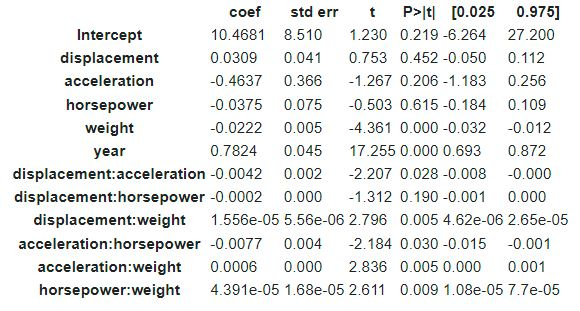 coef std err t P>|t| [0.025 0.975]
Intercept 10.4681 8.510 1.230 0.219 -6.264 27.200
displacement 0.0309 0.041 0.753 0.452 -0.050 0.112
acceleration -0.4637 0.366 -1.267 0.206 -1.183 0.256
horsepower -0.0375 0.075 -0.503 0.615 -0.184 0.109
weight -0.0222 0.005 -4.361 0.000 -0.032 -0.012
year 0.7824 0.045 17.255 0.000 0.693 0.872
displacement:acceleration -0.0042 0.002 -2.207 0.028 -0.008 -0.000
displacement:horsepower -0.0002 0.000 -1.312 0.190 -0.001 0.000
displacement:weight 1.556e-05 5.56e-06 2.796 0.005 4.62e-06 2.65e-05
acceleration:horsepower -0.0077 0.004 -2.184 0.030 -0.015 -0.001
acceleration:weight 0.0006 0.000 2.836 0.005 0.000 0.001
horsepower:weight 4.391e-05 1.68e-05 2.611 0.009 1.08e-05 7.7e-05